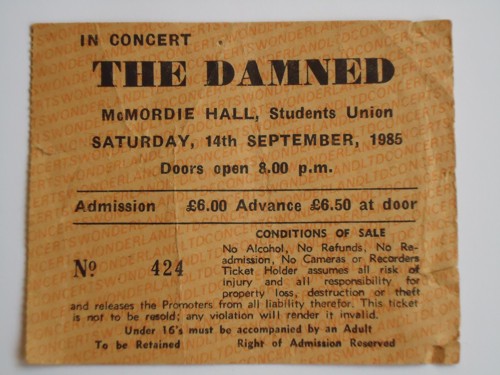 IN CONCERT
THE DAMNED
McMORDIE HALL, Students Union
SATURDAY, 14th SEPTEMBER, 1985
Doors open 8.00 p.m.
Admission £6.00 Advance £6.50 at door
CONDITIONS OF SALE
No Alcohol, No Refunds, No Re-
admission, No Cameras or Recorders
Ticket Holder assumes all risk of
injury and all responsibility for
property loss, destruction or theft
and releases the Promoters from all liability therefor. This ticket
is not to be resold; any violation will render it invalid.
Nº 424
Under 16's must be accompanied by an Adult
To be Retained Right of Admission Reserved